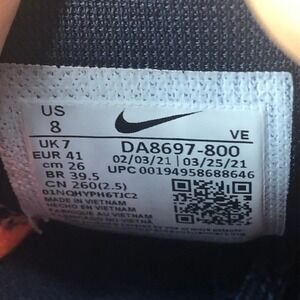 US
8
VE
UK 7
EUR 41
cm 26
BR 39.5
CN 260(2.5)
DA8697-800
02/03/21 03/25/21
UPC 00194958688646
01NQHYPH6TJC2
MADE IN VIETNAM
HECHO EN VIETNAM
FABRIQUE AU VIETNAM